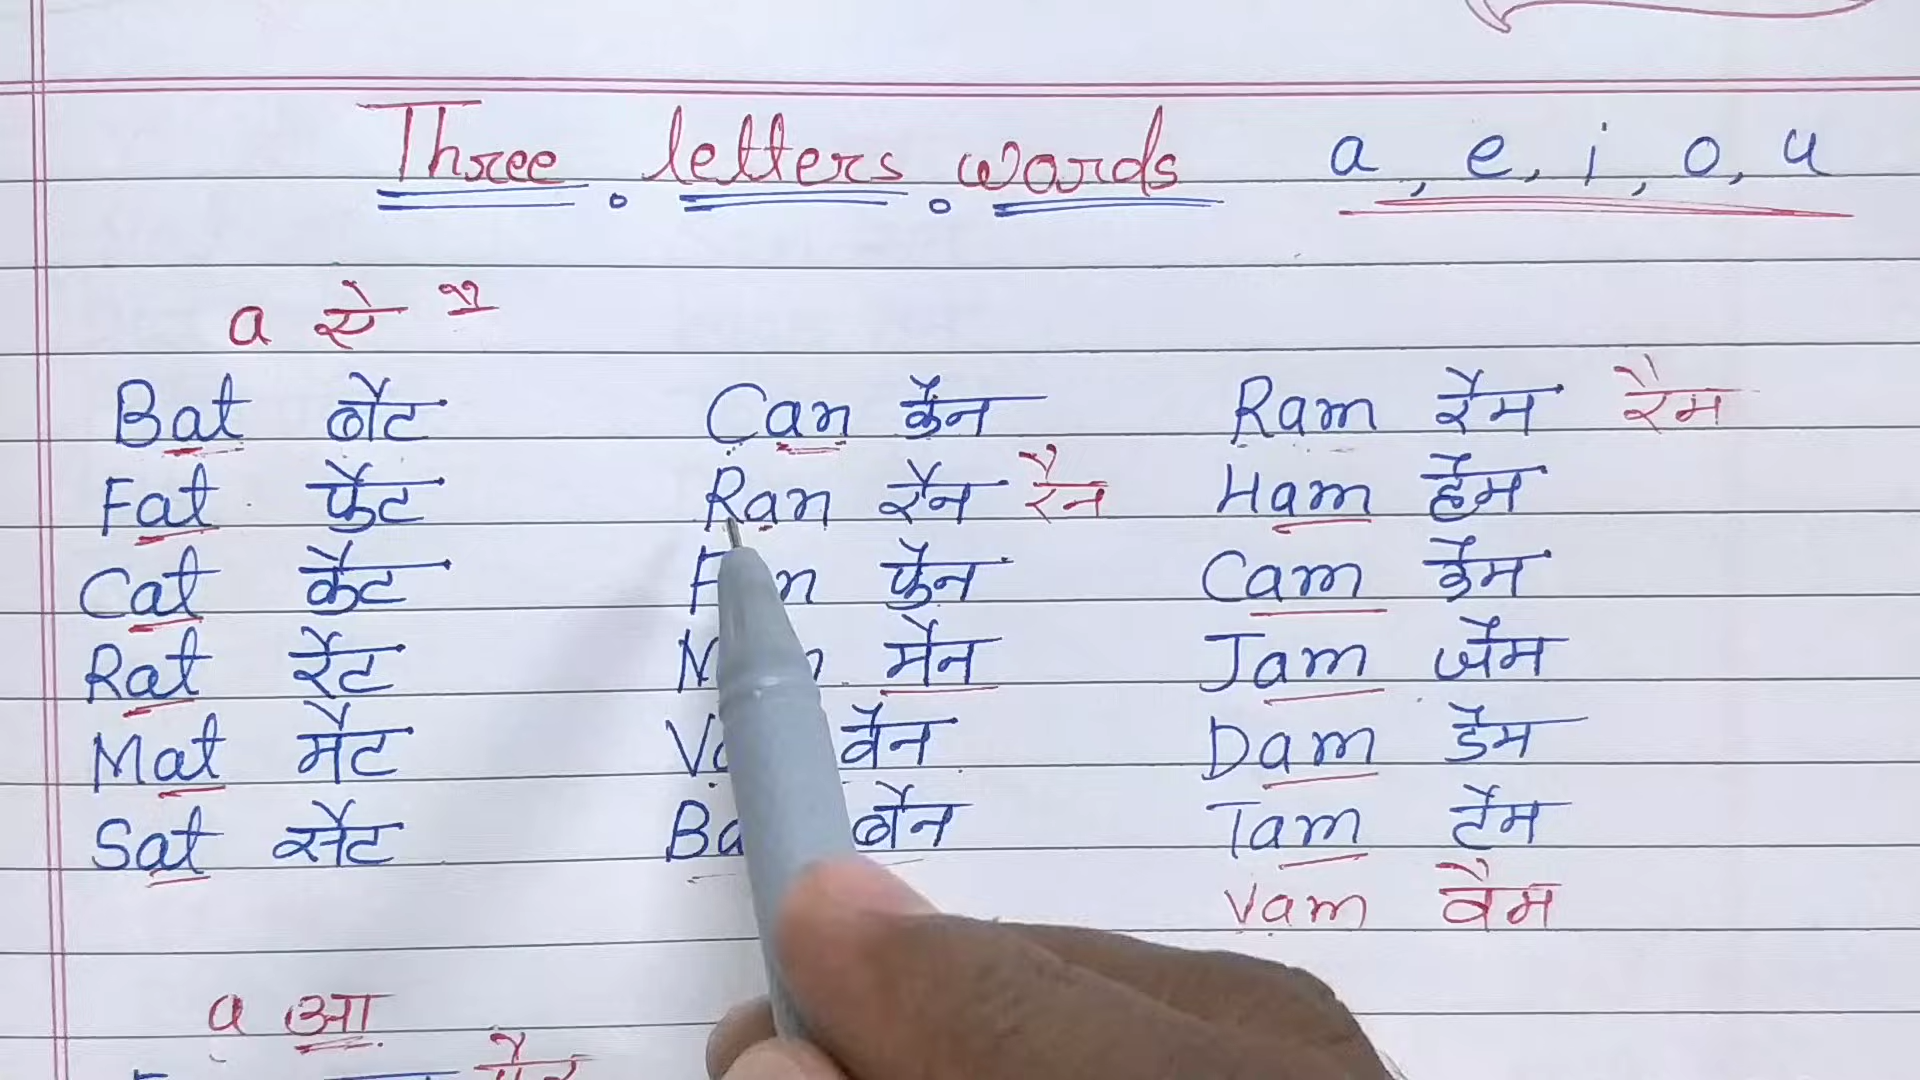 Three letters words a, e, i, o, u
a से ॅ
Bat बैट Can कैन Ram रैम रैम
Fat फैट Ran रैन रैन Ham हैम
Cat कैट फैन Cam कैम
Rat रैट मैन Jam जैम
Mat मैट वैन Dam डैम
Sat सैट बैन Tam टैम
Vam वैम
a आ